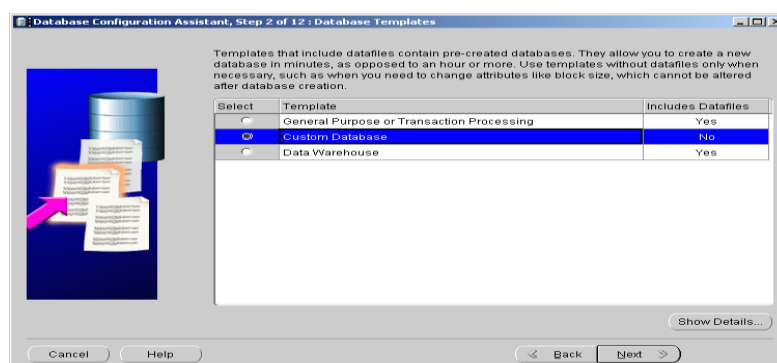 Database Configuration Assistant, Step 2 of 12 : Database Templates
Templates that include datafiles contain pre-created databases. They allow you to create a new
database in minutes, as opposed to an hour or more. Use templates without datafiles only when
necessary, such as when you need to change attributes like block size, which cannot be altered
after database creation.
Select Template Includes Datafiles
General Purpose or Transaction Processing Yes
Custom Database No
Data Warehouse Yes
Show Details...
Cancel Help Back Next